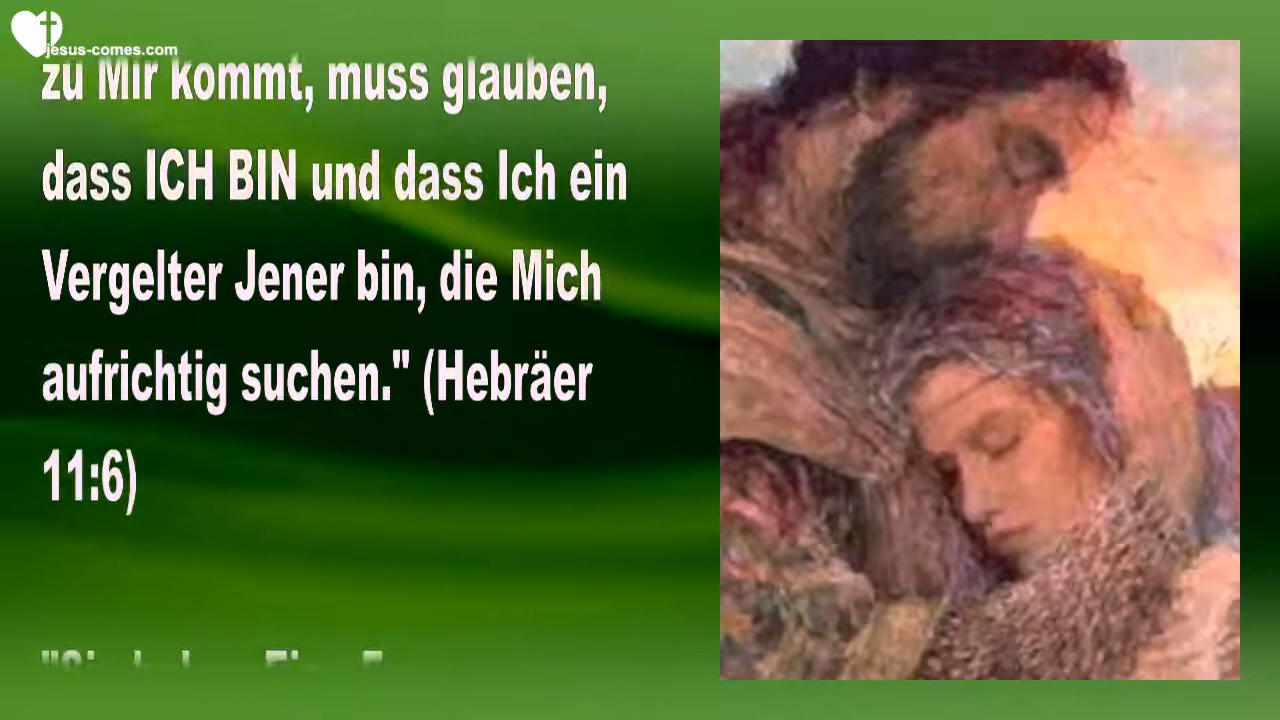 jesus-comes.com
zu Mir kommt, muss glauben,
dass ICH BIN und dass Ich ein
Vergelter Jener bin, die Mich
aufrichtig suchen." (Hebräer
11:6)